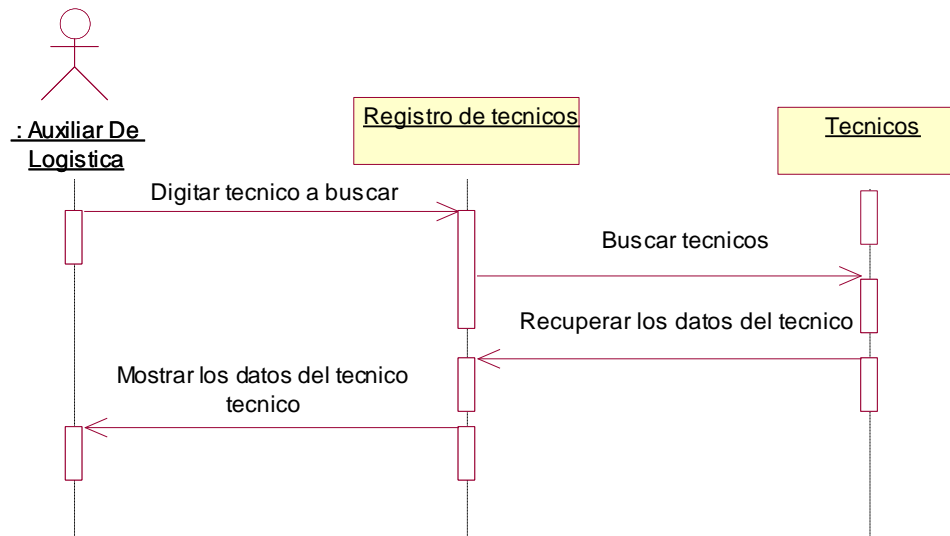 : Auxiliar De
Logistica
Registro de tecnicos
Tecnicos
Digitar tecnico a buscar
Buscar tecnicos
Recuperar los datos del tecnico
Mostrar los datos del tecnico
tecnico